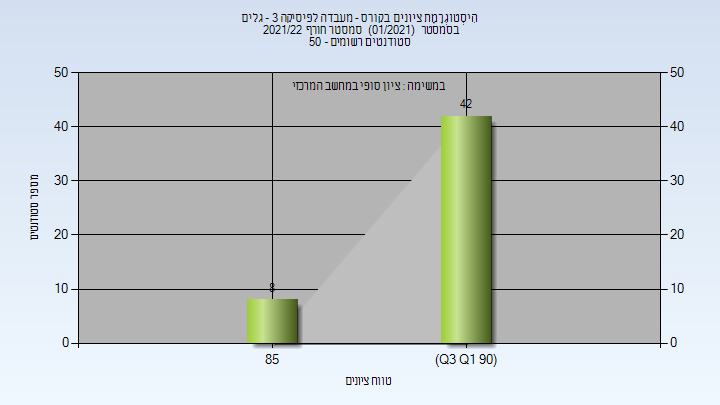 הִיסְטוֹגְרָמַת ציונים בקורס - מעבדה לפיסיקה 3 - גלים
בסמסטר (01/2021) סמסטר חורף 2021/22
סטודנטים רשומים - 50
במשימה : ציון סופי במחשב המרכזי
50
40
30
20
10
0
50
40
30
20
10
0
מספר סטודנטים
8
42
85
(Q3 Q1 90)
טווח ציונים